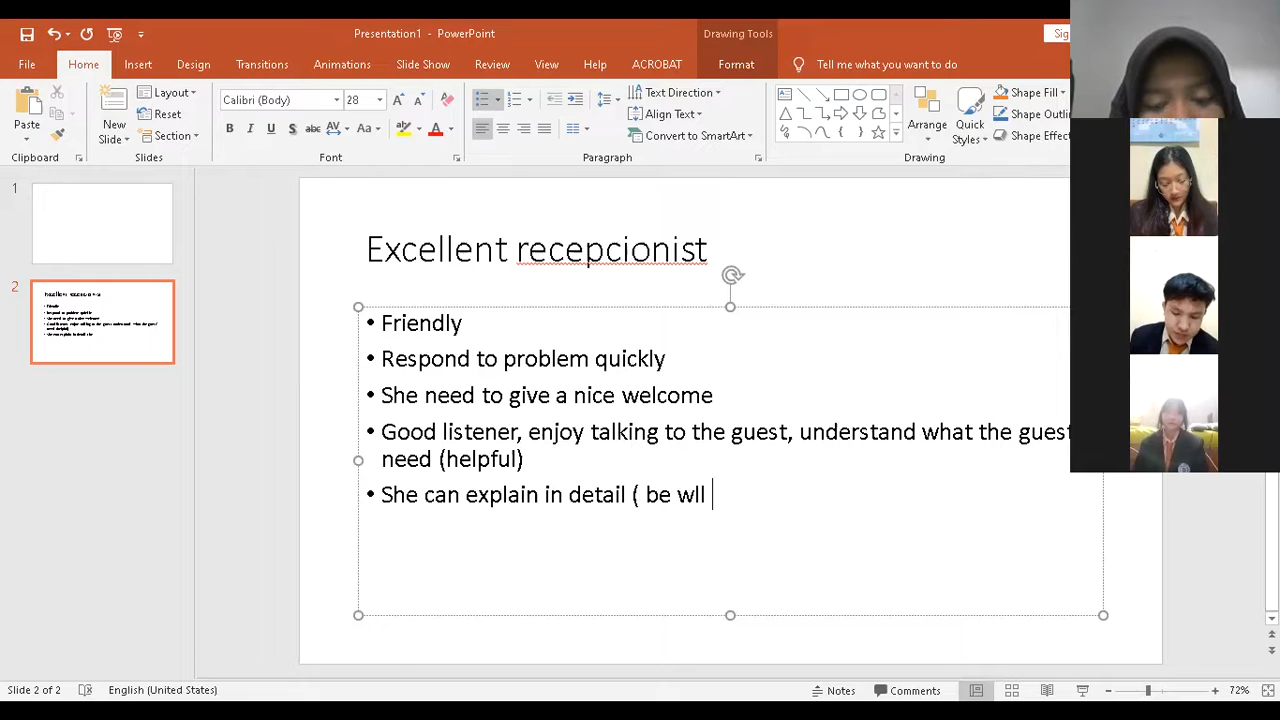 Presentation1 - PowerPoint
Drawing Tools
File
Home
Insert
Design
Transitions
Animations
Slide Show
Review
View
Help
ACROBAT
Format
Tell me what you want to do
Paste
Clipboard
New Slide
Layout
Reset
Section
Slides
Calibri (Body)
28
B I U S abc AV Aa
A
Font
Text Direction
Align Text
Convert to SmartArt
Paragraph
Arrange
Quick Styles
Shape Fill
Shape
Shape
Drawing
1
2
Excellent recepcionist
• Friendly
• Respond to problem quickly
• She need to give a nice welcome
• Good listener, enjoy talking to the guest, understand what the guest
need (helpful)
• She can explain in detail ( be wll
Slide 2 of 2
English (United States)
Notes
Comments
72%